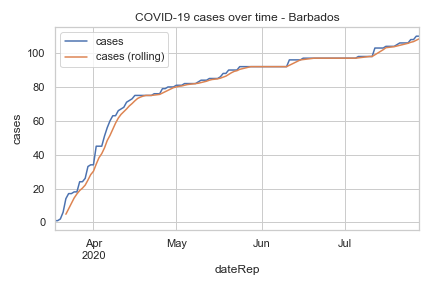 COVID-19 cases over time - Barbados
cases
cases (rolling)
100
80
60
40
20
0
cases
Apr
2020
May
Jun
Jul
dateRep